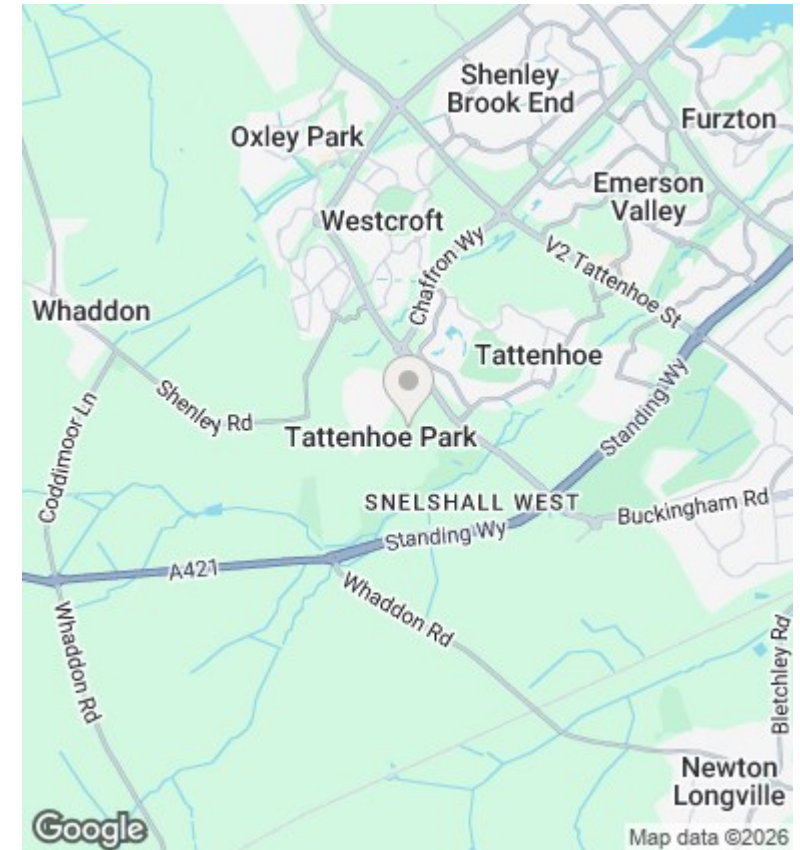 Shenley
Brook End
Furzton
Oxley Park
Emerson
Valley
Westcroft
Chaffron Wy
V2 Tattenhoe St
Whaddon
Tattenhoe
Shenley Rd
Standing Wy
Coddimoor Ln
Tattenhoe Park
SNELSHALL WEST
Buckingham Rd
Standing Wy
A421
Whaddon Rd
Whaddon Rd
Bletchley Rd
Newton
Longville
Google
Map data ©2026